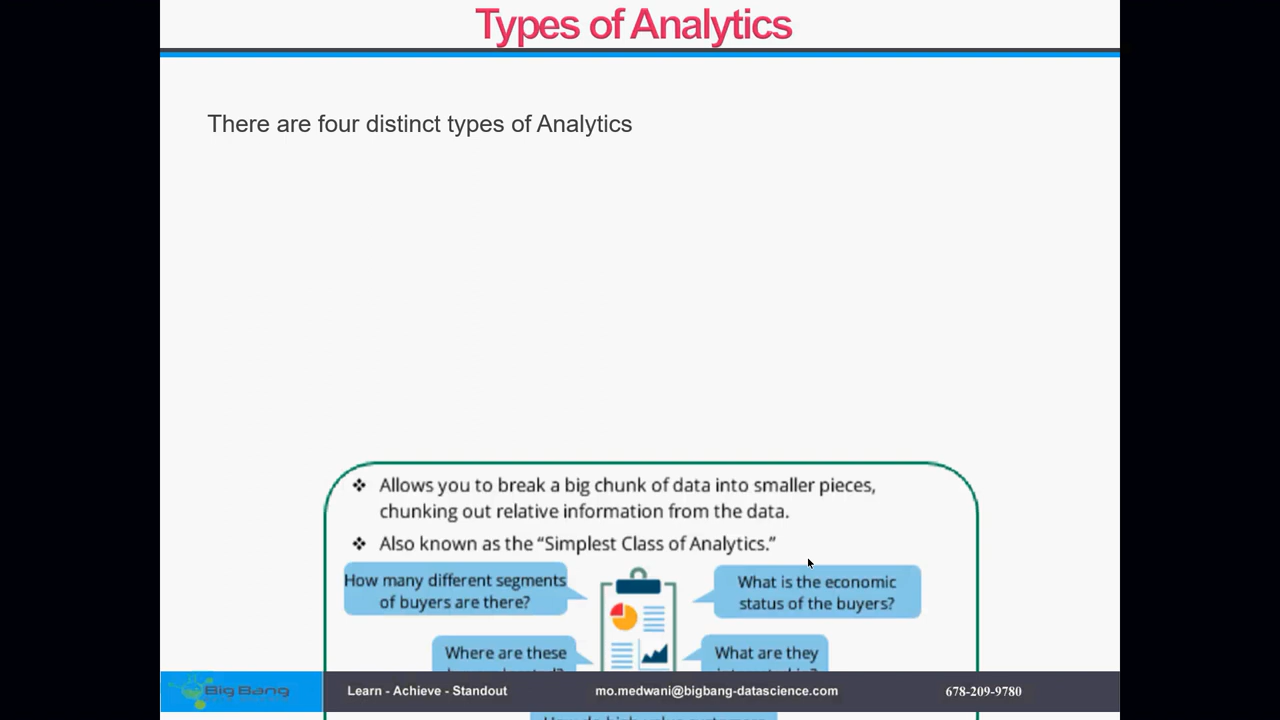 Types of Analytics
There are four distinct types of Analytics
❖ Allows you to break a big chunk of data into smaller pieces,
chunking out relative information from the data.
❖ Also known as the “Simplest Class of Analytics.”
How many different segments
of buyers are there?
What is the economic
status of the buyers?
Where are these
What are they
Big Bang
Learn - Achieve - Standout
mo.medwani@bigbang-datascience.com
678-209-9780